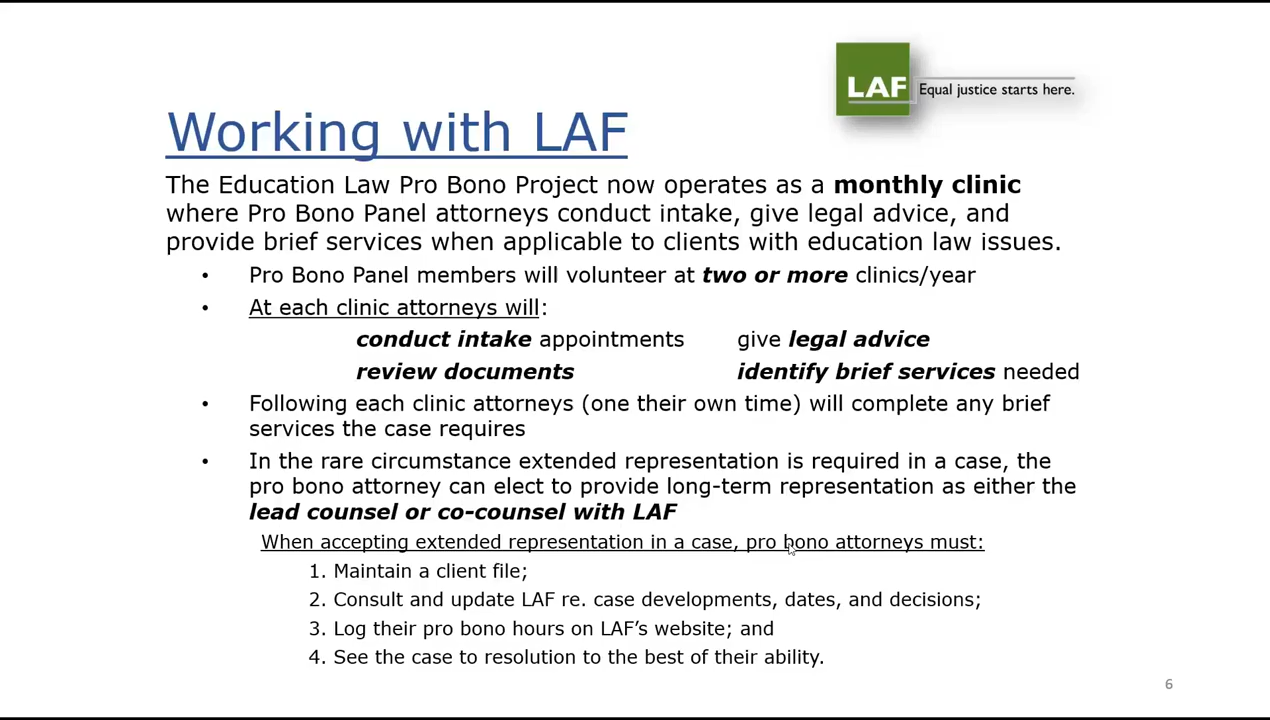 LAF Equal justice starts here.
Working with LAF
The Education Law Pro Bono Project now operates as a monthly clinic
where Pro Bono Panel attorneys conduct intake, give legal advice, and
provide brief services when applicable to clients with education law issues.
• Pro Bono Panel members will volunteer at two or more clinics/year
• At each clinic attorneys will:
conduct intake appointments give legal advice
review documents identify brief services needed
• Following each clinic attorneys (one their own time) will complete any brief
services the case requires
• In the rare circumstance extended representation is required in a case, the
pro bono attorney can elect to provide long-term representation as either the
lead counsel or co-counsel with LAF
When accepting extended representation in a case, pro bono attorneys must:
1. Maintain a client file;
2. Consult and update LAF re. case developments, dates, and decisions;
3. Log their pro bono hours on LAF’s website; and
4. See the case to resolution to the best of their ability.
6